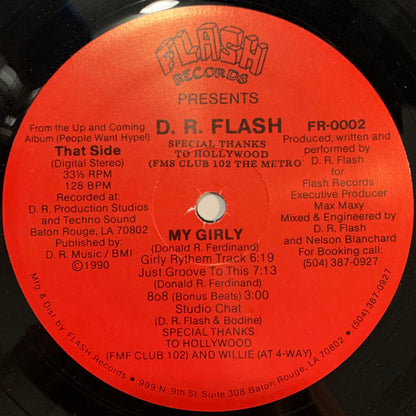 FLASH
RECORDS
PRESENTS
D. R. FLASH
SPECIAL THANKS
TO HOLLYWOOD
(FMS CLUB 102 THE METRO)
From the Up and Coming
Album (People Want Hype!)
That Side
(Digital Stereo)
33⅓ RPM
128 BPM
Recorded at:
D. R. Production Studios
and Techno Sound
Baton Rouge, LA 70802
Published by:
D. R. Music / BMI
©1990
FR-0002
Produced, written and
performed by
D. R. Flash
for
Flash Records
Executive Producer
Max Maxy
Mixed & Engineered by
D. R. Flash
and Nelson Blanchard
For Booking call:
(504) 387-0927
MY GIRLY
(Donald R. Ferdinand)
Girly Rythem Track 6:19
Just Groove To This 7:13
(Donald R. Ferdinand)
8o8 (Bonus Beats) 3:00
Studio Chat
(D. R. Flash & Bodine)
SPECIAL THANKS
TO HOLLYWOOD
(FMF CLUB 102) AND WILLIE (AT 4-WAY)
Mfg & Dist by FLASH Records • 999 N. 9th St. Suite 308 Baton Rouge, LA 70802 • (504) 387-0927